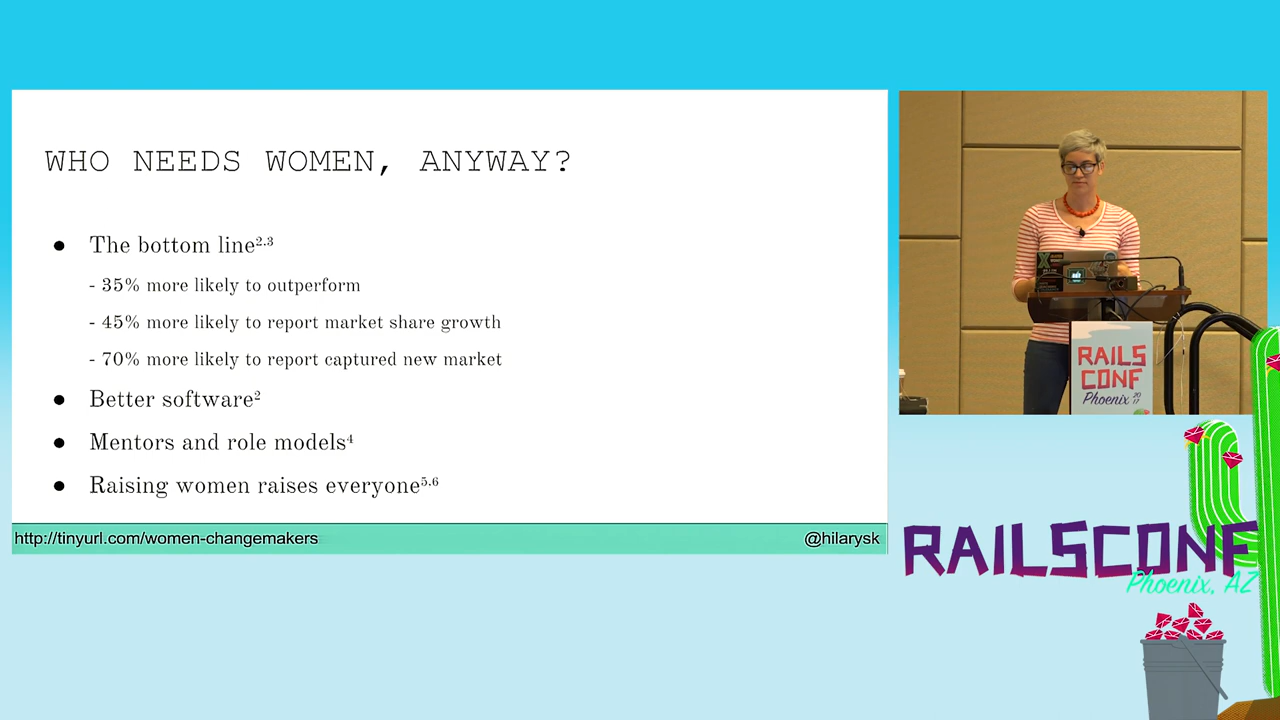 WHO NEEDS WOMEN, ANYWAY?
● The bottom line2,3
- 35% more likely to outperform
- 45% more likely to report market share growth
- 70% more likely to report captured new market
● Better software2
● Mentors and role models4
● Raising women raises everyone5,6
http://tinyurl.com/women-changemakers
@hilarysk
RAILS
CONF
Phoenix 2017
RAILSCONF
Phoenix, AZ